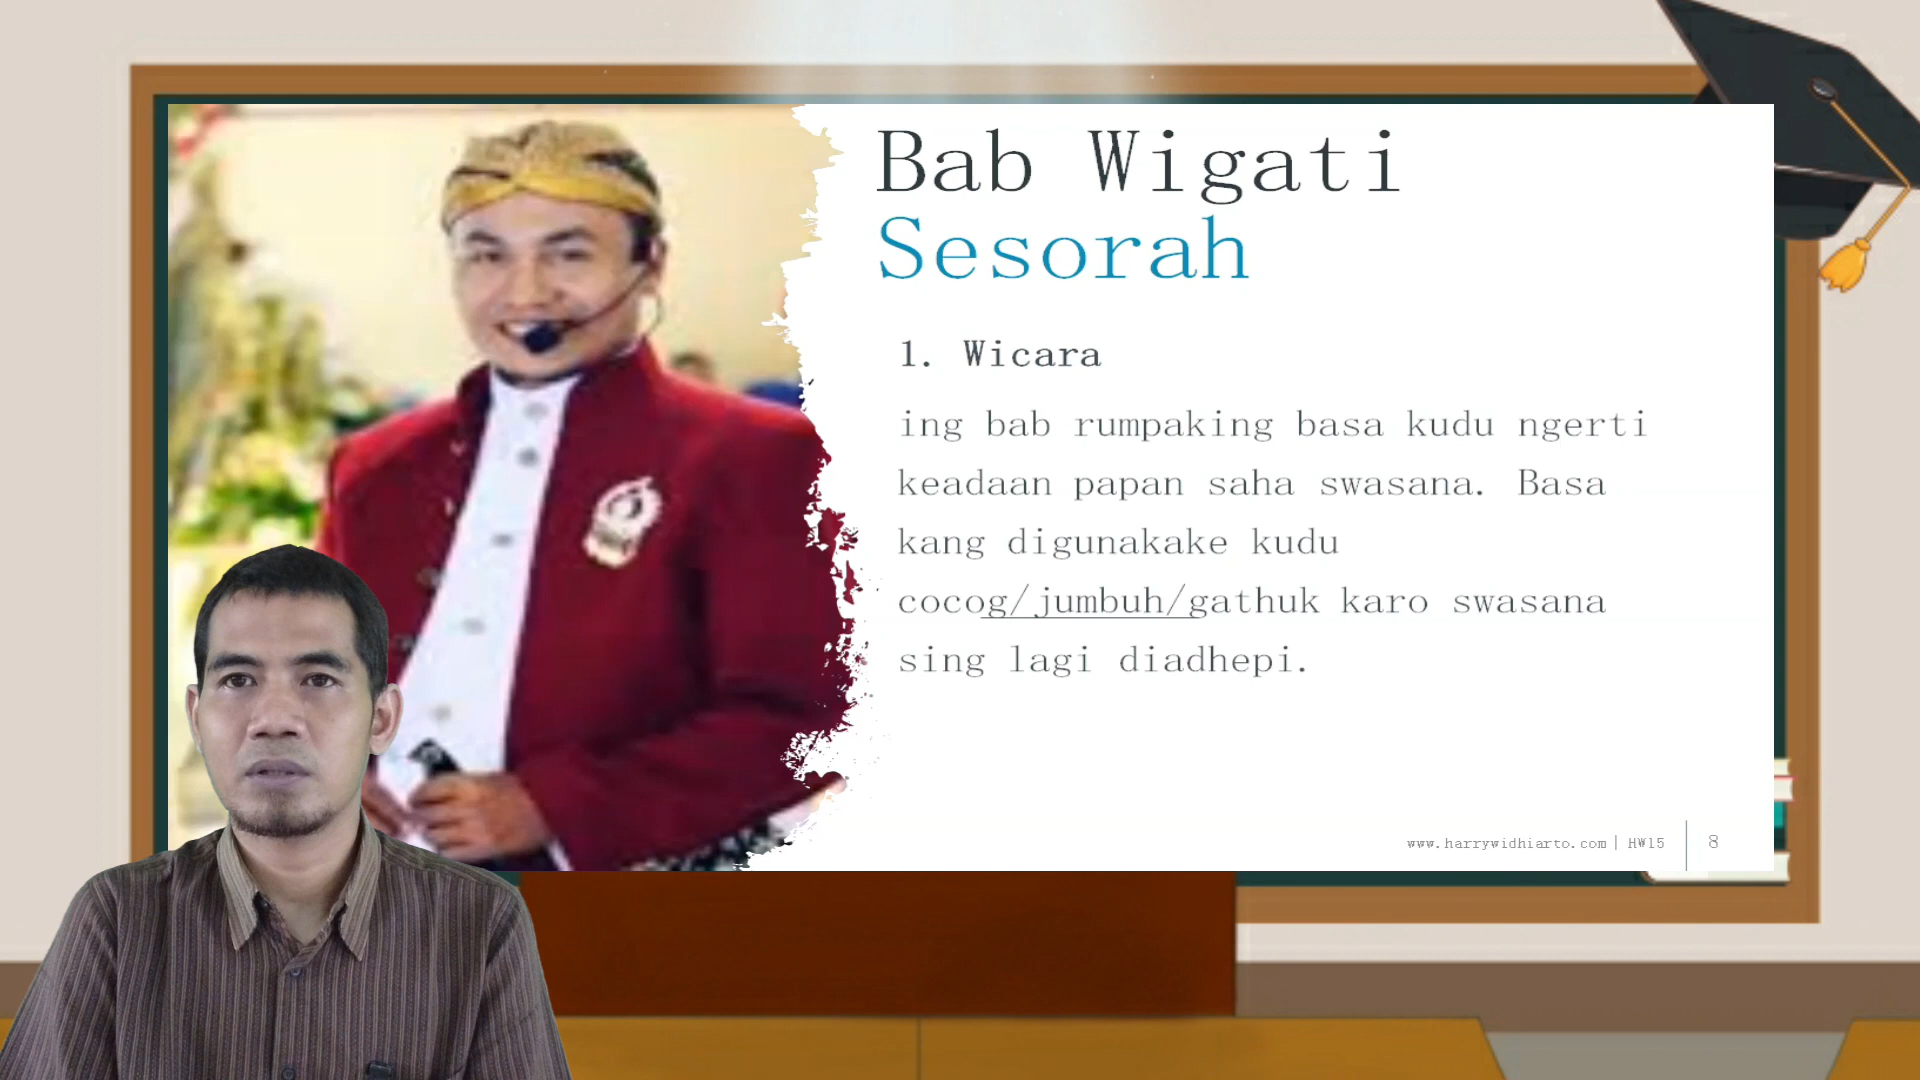 Bab Wigati
Sesorah
1. Wicara
ing bab rumpaking basa kudu ngerti
keadaan papan saha swasana. Basa
kang digunakake kudu
cocog/jumbuh/gathuk karo swasana
sing lagi diadhepi.
www.harrywidhiarto.com | HW15 8